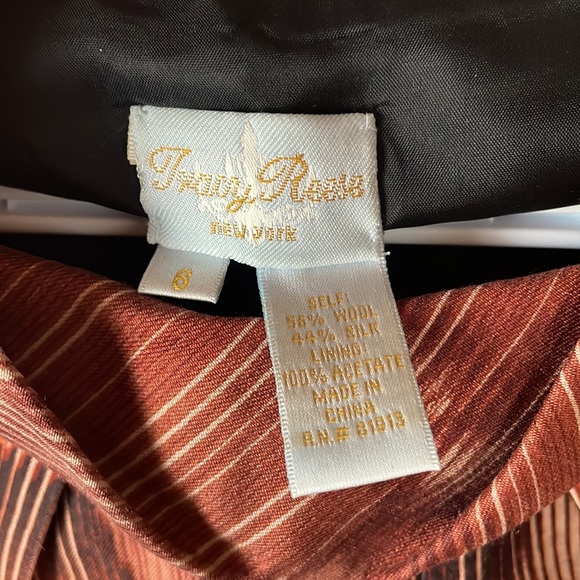 Tracy Reese
new york
6
SELF:
56% WOOL
44% SILK
LINING:
100% ACETATE
MADE IN
CHINA
R.N.# 81913